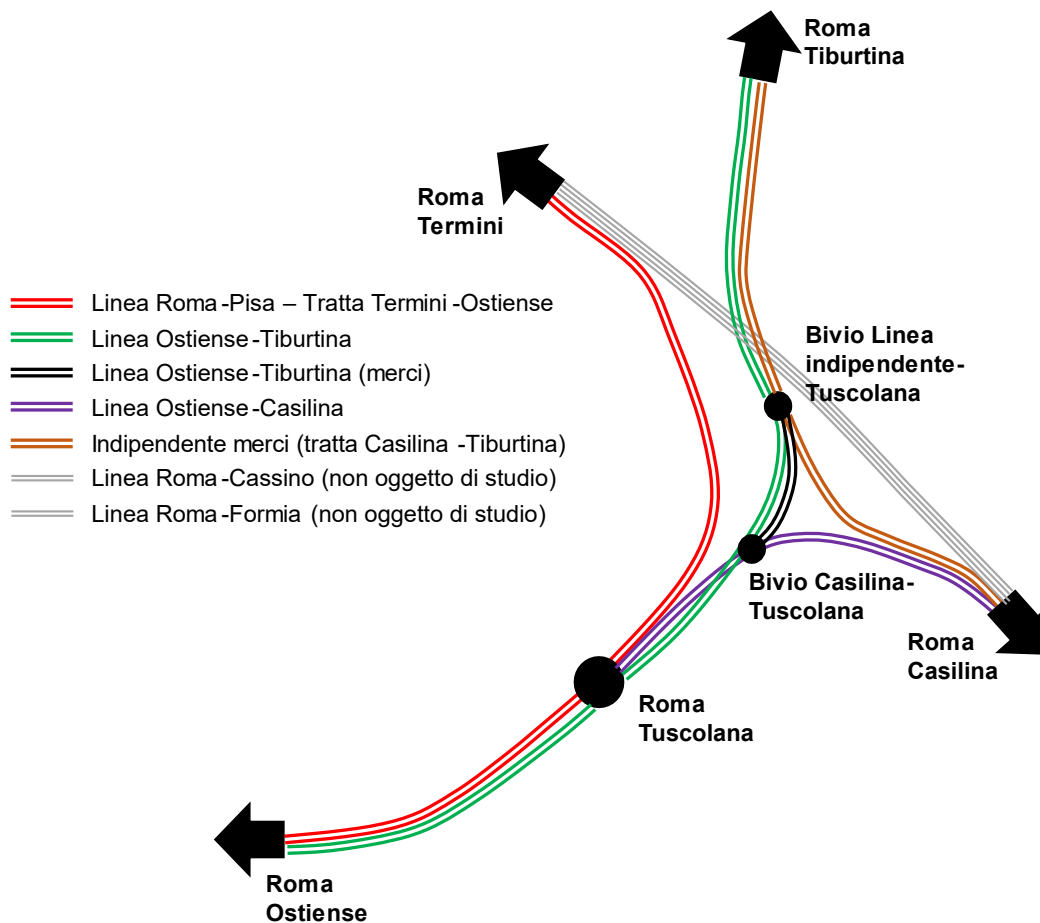 Roma
Tiburtina
Roma
Termini
Linea Roma-Pisa – Tratta Termini-Ostiense
Linea Ostiense-Tiburtina
Linea Ostiense-Tiburtina (merci)
Linea Ostiense-Casilina
Indipendente merci (tratta Casilina-Tiburtina)
Linea Roma-Cassino (non oggetto di studio)
Linea Roma-Formia (non oggetto di studio)
Bivio Linea
indipendente-
Tuscolana
Bivio Casilina-
Tuscolana
Roma
Casilina
Roma
Tuscolana
Roma
Ostiense